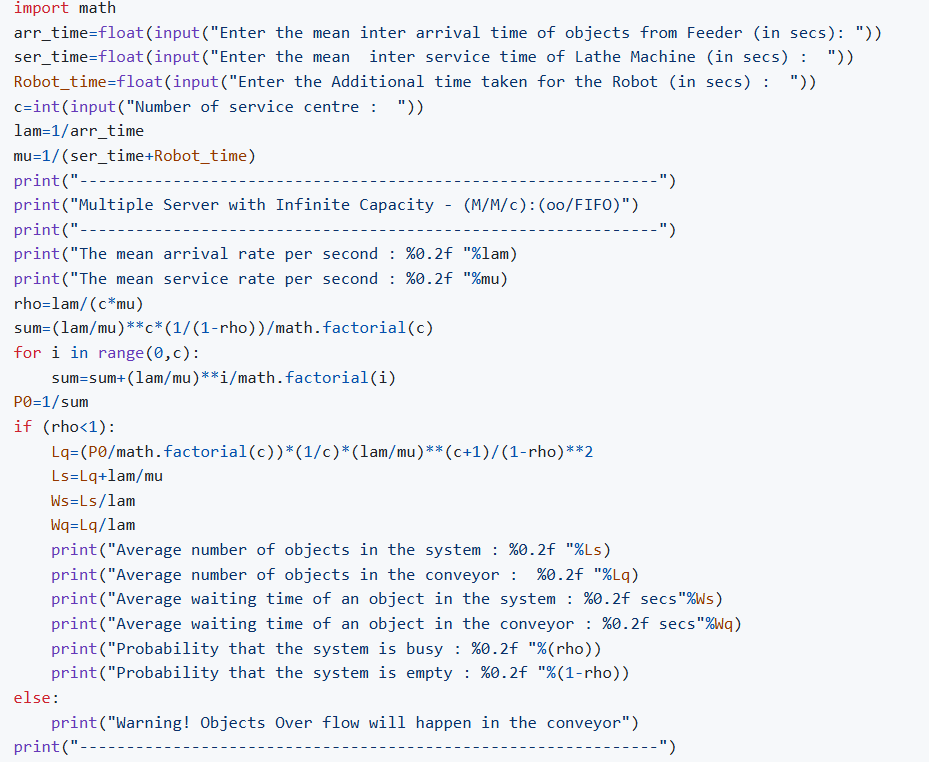 import math
arr_time=float(input("Enter the mean inter arrival time of objects from Feeder (in secs): "))
ser_time=float(input("Enter the mean  inter service time of Lathe Machine (in secs) :  "))
Robot_time=float(input("Enter the Additional time taken for the Robot (in secs) :  "))
c=int(input("Number of service centre :  "))
lam=1/arr_time
mu=1/(ser_time+Robot_time)
print("--------------------------------------------------------------")
print("Multiple Server with Infinite Capacity - (M/M/c):(oo/FIFO)")
print("--------------------------------------------------------------")
print("The mean arrival rate per second : %0.2f "%lam)
print("The mean service rate per second : %0.2f "%mu)
rho=lam/(c*mu)
sum=(lam/mu)**c*(1/(1-rho))/math.factorial(c)
for i in range(0,c):
    sum=sum+(lam/mu)**i/math.factorial(i)
P0=1/sum
if (rho<1):
    Lq=(P0/math.factorial(c))*(1/c)*(lam/mu)**(c+1)/(1-rho)**2
    Ls=Lq+lam/mu
    Ws=Ls/lam
    Wq=Lq/lam
    print("Average number of objects in the system : %0.2f "%Ls)
    print("Average number of objects in the conveyor :  %0.2f "%Lq)
    print("Average waiting time of an object in the system : %0.2f secs"%Ws)
    print("Average waiting time of an object in the conveyor : %0.2f secs"%Wq)
    print("Probability that the system is busy : %0.2f "%(rho))
    print("Probability that the system is empty : %0.2f "%(1-rho))
else:
    print("Warning! Objects Over flow will happen in the conveyor")
print("--------------------------------------------------------------")